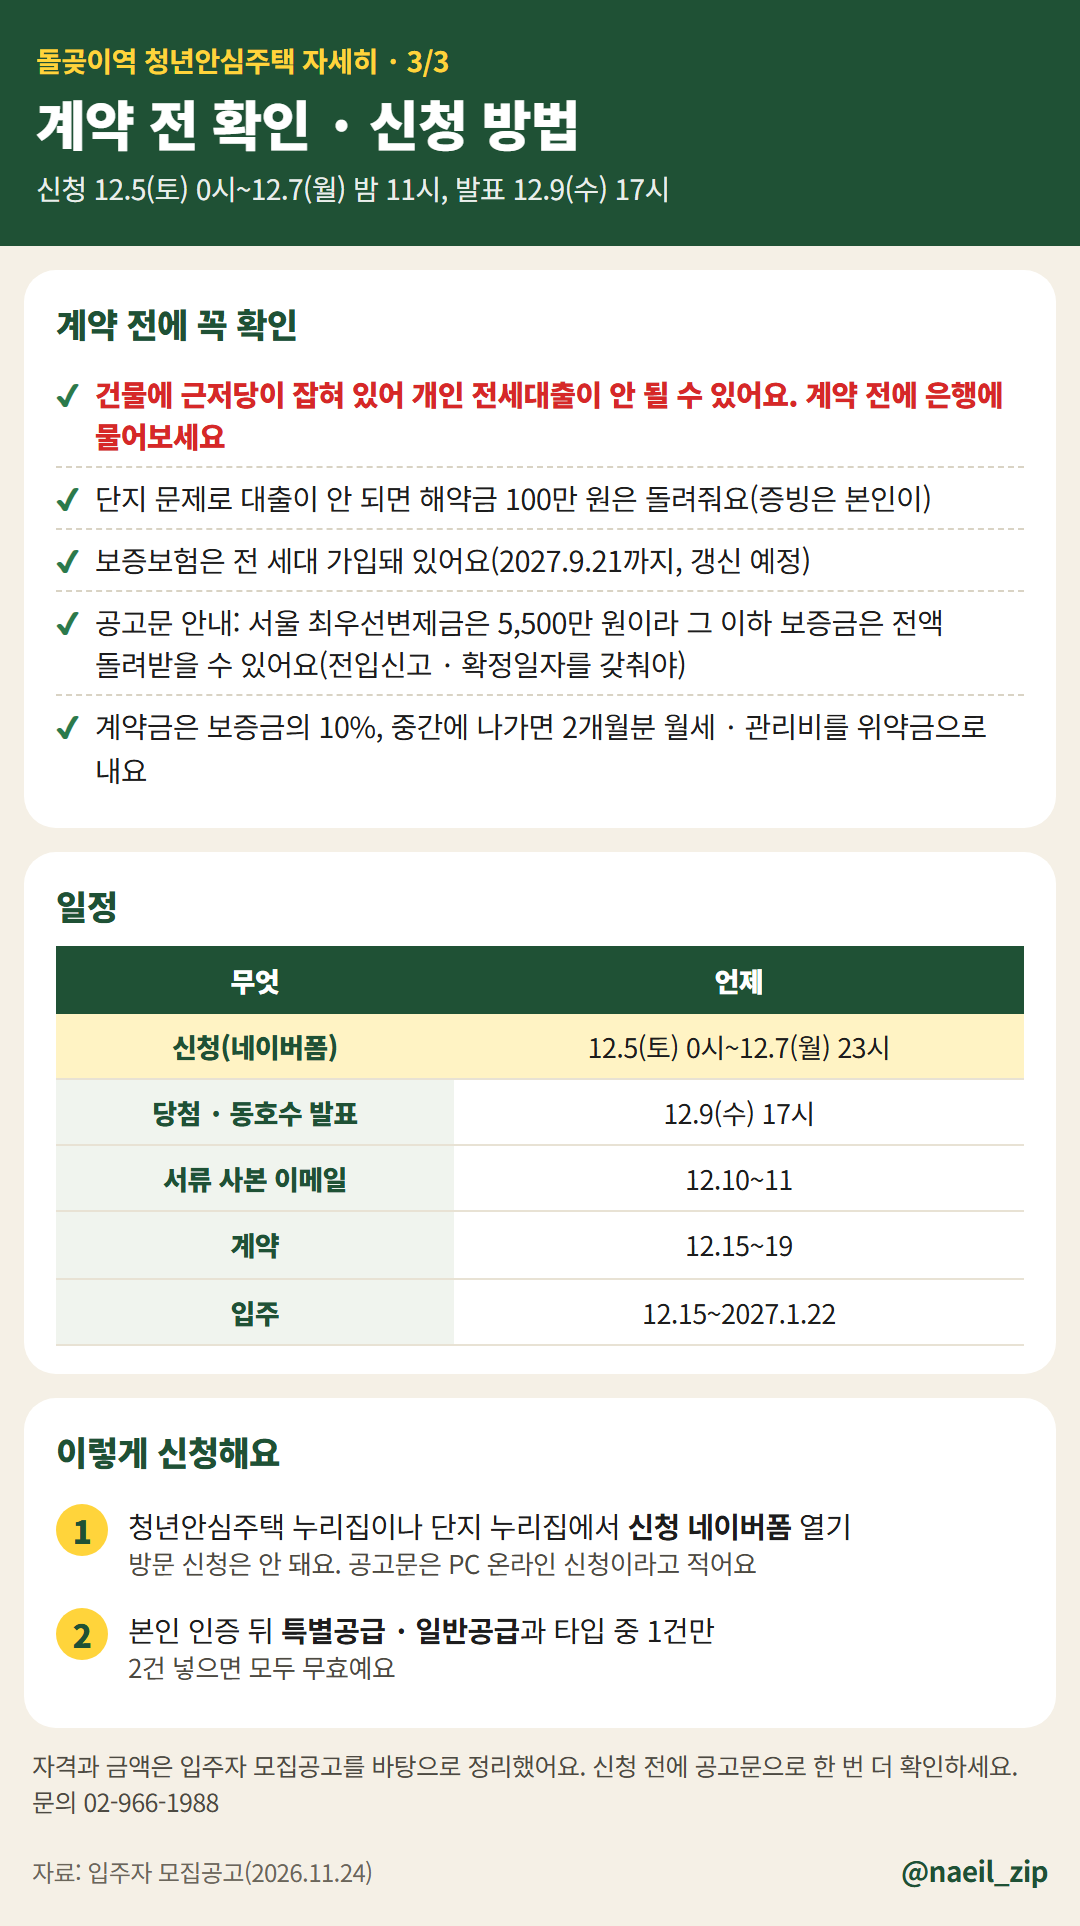 돌곶이역 청년안심주택 자세히 · 3/3
계약 전 확인 · 신청 방법
신청 12.5(토) 0시~12.7(월) 밤 11시, 발표 12.9(수) 17시
계약 전에 꼭 확인
✔ 건물에 근저당이 잡혀 있어 개인 전세대출이 안 될 수 있어요. 계약 전에 은행에
물어보세요
✔ 단지 문제로 대출이 안 되면 해약금 100만 원은 돌려줘요(증빙은 본인이)
✔ 보증보험은 전 세대 가입돼 있어요(2027.9.21까지, 갱신 예정)
✔ 공고문 안내: 서울 최우선변제금은 5,500만 원이라 그 이하 보증금은 전액
돌려받을 수 있어요(전입신고 · 확정일자를 갖춰야)
✔ 계약금은 보증금의 10%, 중간에 나가면 2개월분 월세 · 관리비를 위약금으로
내요
일정
무엇 언제
신청(네이버폼) 12.5(토) 0시~12.7(월) 23시
당첨 · 동호수 발표 12.9(수) 17시
서류 사본 이메일 12.10~11
계약 12.15~19
입주 12.15~2027.1.22
이렇게 신청해요
1 청년안심주택 누리집이나 단지 누리집에서 신청 네이버폼 열기
방문 신청은 안 돼요. 공고문은 PC 온라인 신청이라고 적어요
2 본인 인증 뒤 특별공급 · 일반공급과 타입 중 1건만
2건 넣으면 모두 무효예요
자격과 금액은 입주자 모집공고를 바탕으로 정리했어요. 신청 전에 공고문으로 한 번 더 확인하세요.
문의 02-966-1988
자료: 입주자 모집공고(2026.11.24)
@naeil_zip